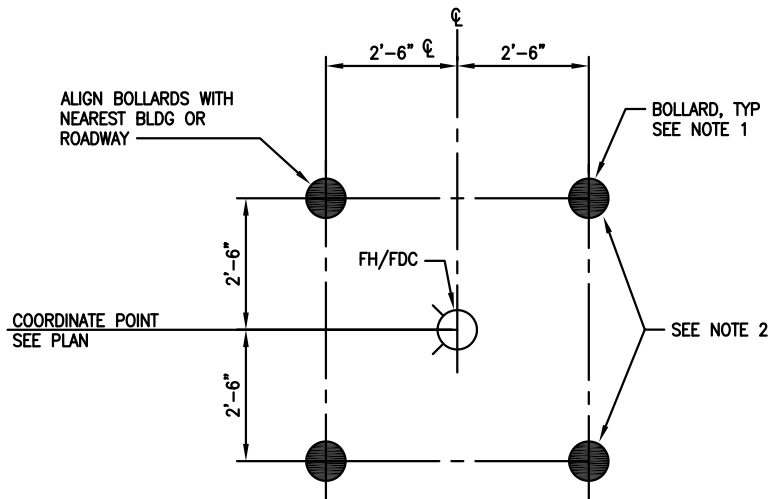 ℄
2'-6" ℄ 2'-6"
ALIGN BOLLARDS WITH
NEAREST BLDG OR
ROADWAY
BOLLARD, TYP
SEE NOTE 1
2'-6"
FH/FDC
COORDINATE POINT
SEE PLAN
SEE NOTE 2
2'-6"